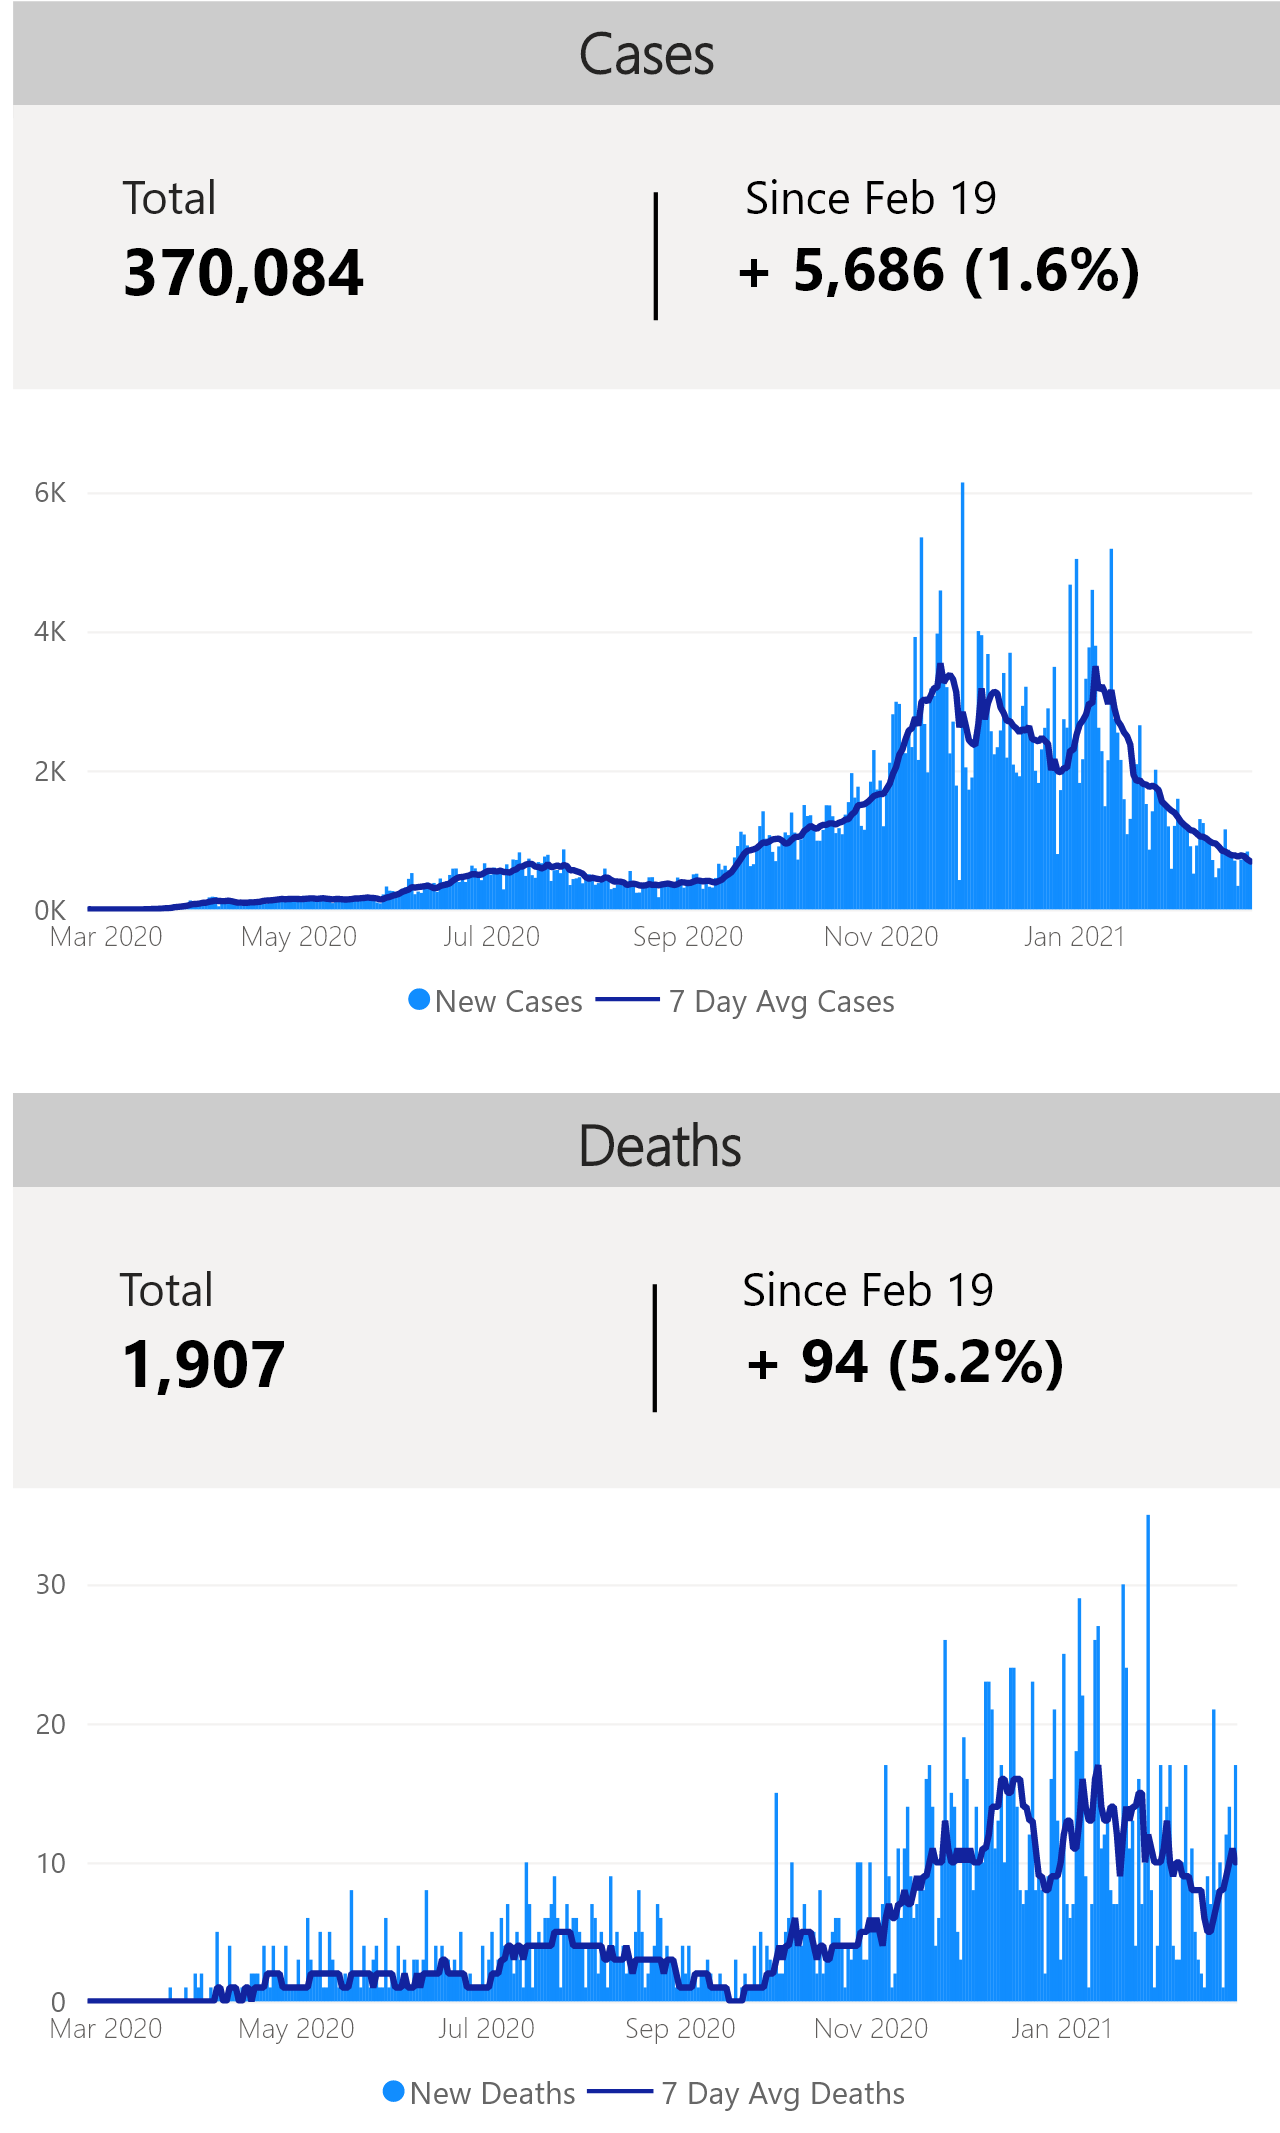 Cases
Total
Since Feb 19
370,084
+ 5,686 (1.6%)
6K
4K
2K
0K
Mar 2020 May 2020 Jul 2020 Sep 2020 Nov 2020 Jan 2021
New Cases 7 Day Avg Cases
Deaths
Total
Since Feb 19
1,907
+ 94 (5.2%)
30
20
10
0
Mar 2020 May 2020 Jul 2020 Sep 2020 Nov 2020 Jan 2021
New Deaths 7 Day Avg Deaths